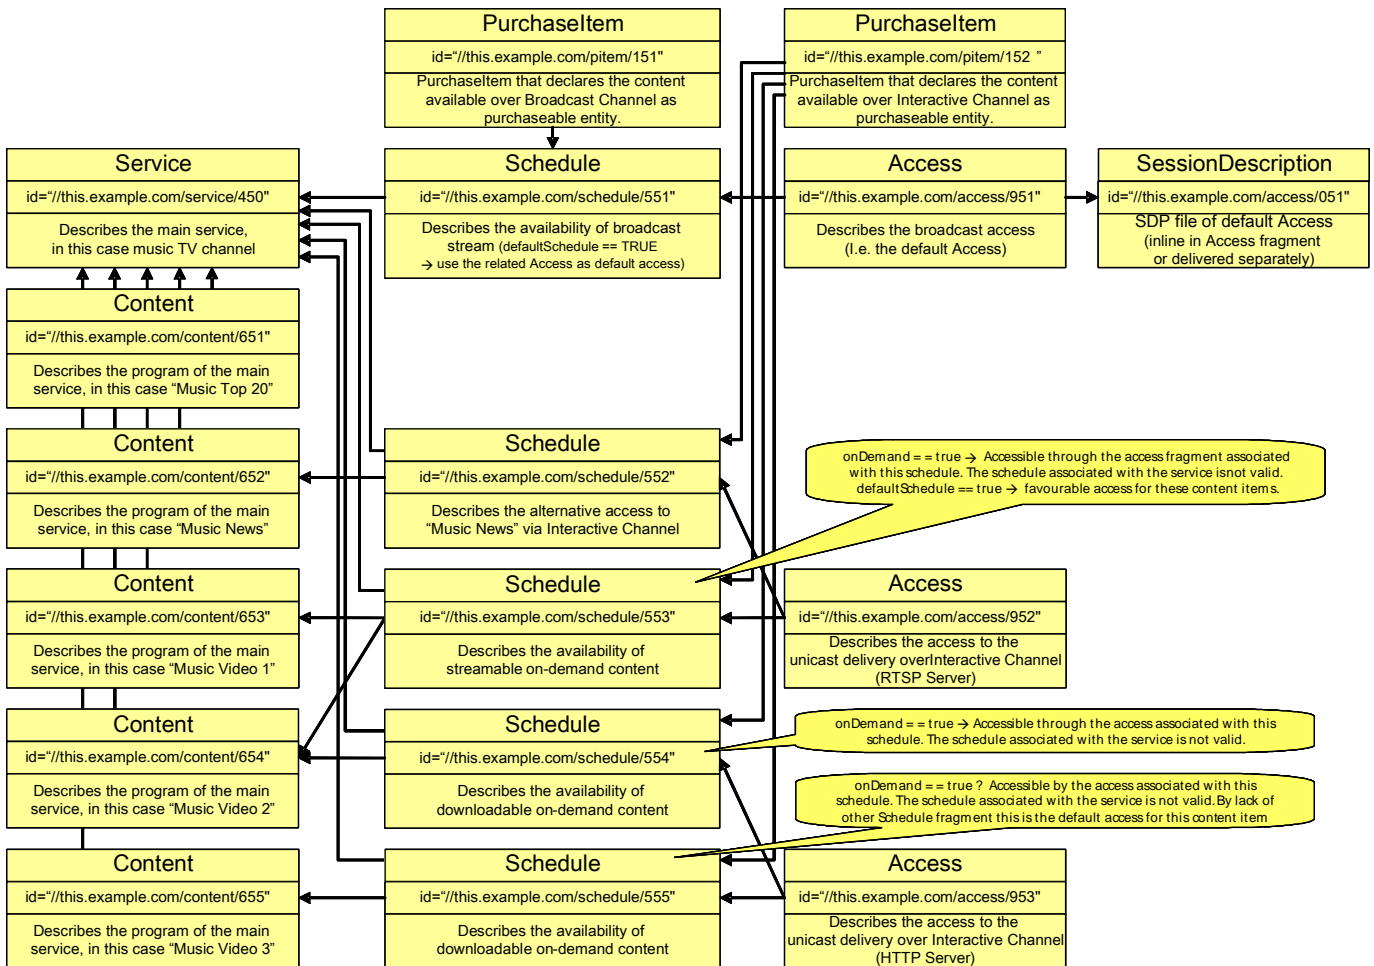 PurchaseItem
id=“//this.example.com/pitem/151"
PurchaseItem that declares the content
available over Broadcast Channel as
purchaseable entity.
PurchaseItem
id=“//this.example.com/pitem/152 ”
PurchaseItem that declares the content
available over Interactive Channel as
purchaseable entity.
Service
id=“//this.example.com/service/450"
Describes the main service,
in this case music TV channel
Schedule
id=“//this.example.com/schedule/551"
Describes the availability of broadcast
stream (defaultSchedule == TRUE
→ use the related Access as default access)
Access
id=“//this.example.com/access/951"
Describes the broadcast access
(I.e. the default Access)
SessionDescription
id=“//this.example.com/access/051"
SDP file of default Access
(inline in Access fragment
or delivered separately)
Content
id=“//this.example.com/content/651"
Describes the program of the main
service, in this case “Music Top 20”
Content
id=“//this.example.com/content/652"
Describes the program of the main
service, in this case “Music News”
Schedule
id=“//this.example.com/schedule/552"
Describes the alternative access to
“Music News” via Interactive Channel
onDemand == true → Accessible through the access fragment associated
with this schedule. The schedule associated with the service isnot valid.
defaultSchedule == true → favourable access for these content items.
Content
id=“//this.example.com/content/653"
Describes the program of the main
service, in this case “Music Video 1”
Schedule
id=“//this.example.com/schedule/553"
Describes the availability of
streamable on-demand content
Access
id=“//this.example.com/access/952"
Describes the access to the
unicast delivery overInteractive Channel
(RTSP Server)
Content
id=“//this.example.com/content/654"
Describes the program of the main
service, in this case “Music Video 2”
Schedule
id=“//this.example.com/schedule/554"
Describes the availability of
downloadable on-demand content
onDemand == true → Accessible through the access associated with this
schedule. The schedule associated with the service is not valid.
onDemand == true ? Accessible by the access associated with this
schedule. The schedule associated with the service is not valid. By lack of
other Schedule fragment this is the default access for this content item
Content
id=“//this.example.com/content/655"
Describes the program of the main
service, in this case “Music Video 3”
Schedule
id=“//this.example.com/schedule/555"
Describes the availability of
downloadable on-demand content
Access
id=“//this.example.com/access/953"
Describes the access to the
unicast delivery over Interactive Channel
(HTTP Server)